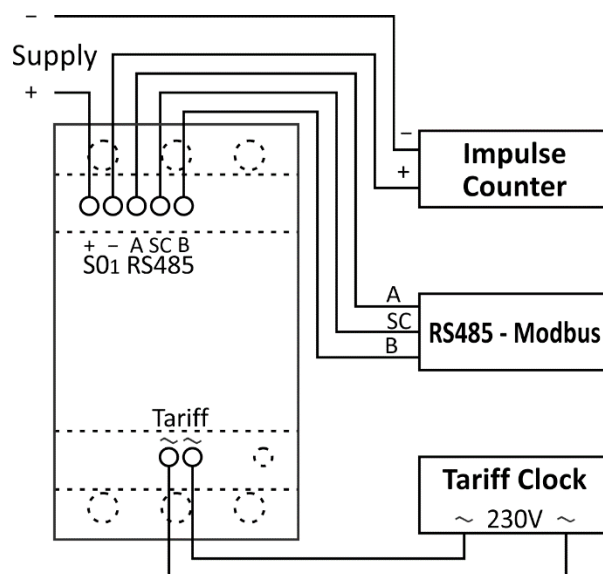 −
Supply
+
−
+
Impulse
Counter
+ − A SC B
S01 RS485
A
SC
B
RS485 - Modbus
Tariff
~ ~
Tariff Clock
~ 230V ~